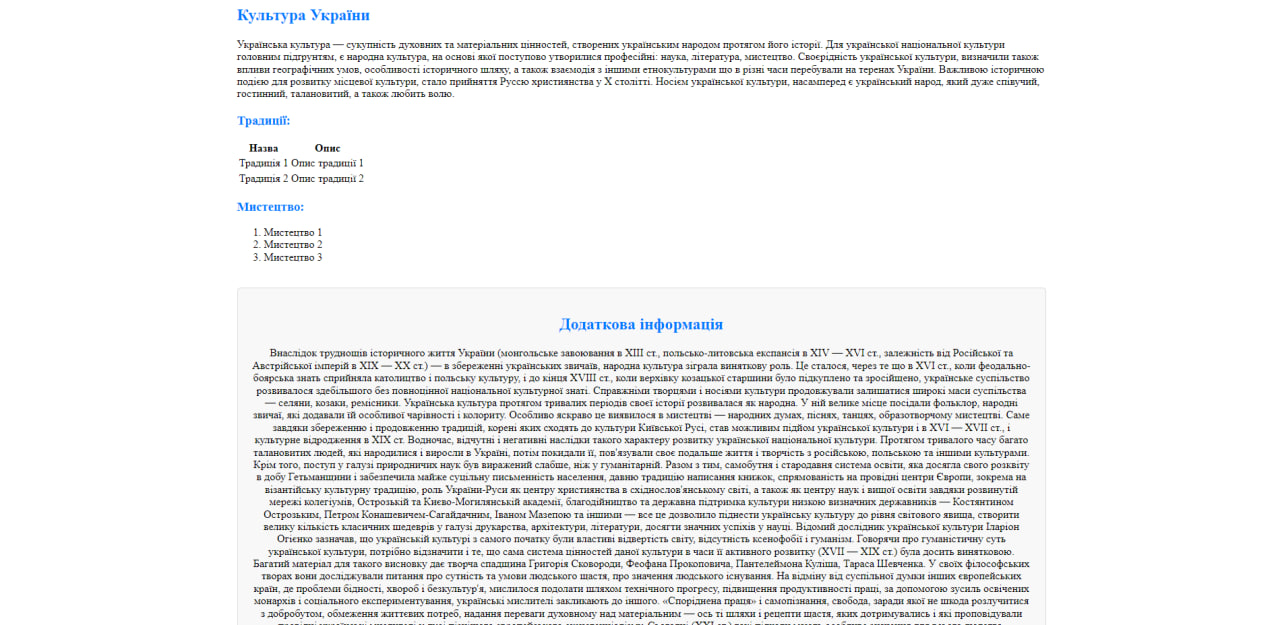 Культура України
Українська культура — сукупність духовних та матеріальних цінностей, створених українським народом протягом його історії. Для української національної культури
головним підґрунтям, є народна культура, на основі якої поступово утворилися професійні: наука, література, мистецтво. Своєрідність української культури, визначили також
впливи географічних умов, особливості історичного шляху, а також взаємодія з іншими етнокультурами що в різні часи перебували на теренах України. Важливою історичною
подією для розвитку місцевої культури, стало прийняття Руссю християнства у X столітті. Носієм української культури, насамперед є український народ, який дуже співучий,
гостинний, талановитий, а також любить волю.
Традиції:
Назва Опис
Традиція 1 Опис традиції 1
Традиція 2 Опис традиції 2
Мистецтво:
1. Мистецтво 1
2. Мистецтво 2
3. Мистецтво 3
Додаткова інформація
Внаслідок труднощів історичного життя України (монгольське завоювання в XIII ст., польсько-литовська експансія в XIV — XVI ст., залежність від Російської та
Австрійської імперій в XIX — XX ст.) — в збереженні українських звичаїв, народна культура зіграла виняткову роль. Це сталося, через те що в XVI ст., коли феодально-
боярська знать сприйняла католицтво і польську культуру, і до кінця XVIII ст., коли верхівку козацької старшини було підкуплено та зросійщено, українське суспільство
розвивалося здебільшого без повноцінної національної культурної знаті. Справжніми творцями і носіями культури продовжували залишатися широкі маси суспільства
— селяни, козаки, ремісники. Українська культура протягом тривалих періодів своєї історії розвивалася як народна. У ній велике місце посідали фольклор, народні
звичаї, які додавали їй особливої чарівності і колориту. Особливо яскраво це виявилося в мистецтві — народних думах, піснях, танцях, образотворчому мистецтві. Саме
завдяки збереженню і продовженню традицій, корені яких сходять до культури Київської Русі, став можливим підйом української культури і в XVI — XVII ст., і
культурне відродження в XIX ст. Водночас, відчутні і негативні наслідки такого характеру розвитку української національної культури. Протягом тривалого часу багато
талановитих людей, які народилися і виросли в Україні, потім покидали її, пов'язували своє подальше життя і творчість з російською, польською та іншими культурами.
Крім того, поступ у галузі природничих наук був виражений слабше, ніж у гуманітарній. Разом з тим, самобутня і стародавня система освіти, яка досягла свого розквіту
в добу Гетьманщини і забезпечила майже суцільну письменність населення, давню традицію написання книжок, спрямованість на провідні центри Європи, зокрема на
візантійську культурну традицію, роль України-Руси як центру християнства в східнослов'янському світі, а також як центру наук і вищої освіти завдяки розвинутій
мережі колегіумів, Острозькій та Києво-Могилянській академії, благодійництво та державна підтримка культури низкою визначних державників — Костянтином
Острозьким, Петром Конашевичем-Сагайдачним, Іваном Мазепою та іншими — все це дозволило піднести українську культуру до рівня світового явища, створити
велику кількість класичних шедеврів у галузі друкарства, архітектури, літератури, досягти значних успіхів у науці. Відомий дослідник української культури Іларіон
Огієнко зазначав, що українській культурі з самого початку були властиві відвертість світу, відсутність ксенофобії і гуманізм. Говорячи про гуманістичну суть
української культури, потрібно відзначити і те, що сама система цінностей даної культури в часи її активного розвитку (XVII — XIX ст.) була досить винятковою.
Багатий матеріал для такого висновку дає творча спадщина Григорія Сковороди, Феофана Прокоповича, Пантелеймона Куліша, Тараса Шевченка. У своїх філософських
творах вони досліджували питання про сутність та умови людського щастя, про значення людського існування. На відміну від суспільної думки інших європейських
країн, де проблеми бідності, хвороб і безкультур'я, мислилося подолати шляхом технічного прогресу, підвищення продуктивності праці, за допомогою зусиль освічених
монархів і соціального експериментування, українські мислителі закликають до іншого. «Споріднена праця» і самопізнання, свобода, заради якої не шкода розлучитися
з добробутом, обмеження життєвих потреб, надання переваги духовному над матеріальним — ось ті шляхи і рецепти щастя, яких дотримувались і які проповідували